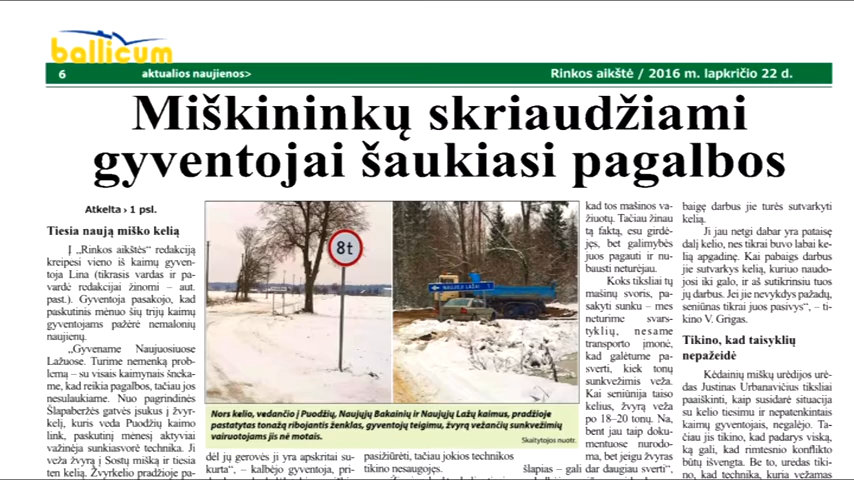 ballicum
6 aktualios naujienos> Rinkos aikštė / 2016 m. lapkričio 22 d.
Miškininkų skriaudžiami
gyventojai šaukiasi pagalbos
Atkelta › 1 psl.
Tiesia naują miško kelią
Į „Rinkos aikštės“ redakciją
kreipėsi vieno iš kaimų gyven-
toja Lina (tikrasis vardas ir pa-
vardė redakcijai žinomi – aut.
past.). Gyventoja pasakojo, kad
paskutinis mėnuo šių trijų kaimų
gyventojams pažėrė nemalonių
naujienų.
„Gyvename Naujuosiuose
Lažuose. Turime nemenką prob-
lemą – su visais kaimynais šneka-
me, kad reikia pagalbos, tačiau jos
nesulaukiame. Nuo pagrindinės
Šlapaberžės gatvės įsukus į žvyr-
kelį, kuris veda Puodžių kaimo
link, paskutinį mėnesį aktyviai
važinėja sunkiasvorė technika. Ji
veža žvyrą į Sostų mišką ir tiesia
ten kelią. Žvyrkelio pradžioje pa-
8t
NAUJIEJI LAŽAI
Nors kelio, vedančio į Puodžių, Naujųjų Bakainių ir Naujųjų Lažų kaimus, pradžioje
pastatytas tonažą ribojantis ženklas, gyventojų teigimu, žvyrą vežančių sunkvežimių
vairuotojams jis nė motais.
Skaitytojos nuotr.
dėl jų gerovės ji yra apskritai su-
kurta“, – kalbėjo gyventoja, pri-
pasižiūrėti, tačiau jokios technikos
tikino nesaugojęs.
šlapias – gali dar daugiau sverti“,
kad tos mašinos va-
žiuotų. Tačiau žinau
tą faktą, esu girdė-
jęs, bet galimybės
juos pagauti ir nu-
bausti neturėjau.
Koks tiksliai tų
mašinų svoris, pa-
sakyti sunku – mes
neturime svars-
tyklių, nesame
transporto įmonė,
kad galėtume pa-
sverti, kiek tonų
sunkvežimis veža.
Kai seniūnija taiso
kelius, žvyrą veža
po 18–20 tonų. Na,
bent jau taip doku-
mentuose nurodo-
ma, bet jeigu žvyras
baigę darbus jie turės sutvarkyti
kelią.
Ji jau netgi dabar yra pataisę
dalį kelio, nes tikrai buvo labai ke-
lią apgadinę. Kai pabaigs darbus
jie sutvarkys kelią, kuriuo naudo-
josi iki galo, ir aš sutikrinsiu tuos
jų darbus. Jei jie nevykdys pažadų,
seniūnas tikrai juos pasivys“, – ti-
kino V. Grigas.
Tikino, kad taisyklių
nepažeidė
Kėdainių miškų urėdijos urė-
das Justinas Urbanavičius tiksliai
paaiškinti, kaip susidarė situacija
su kelio tiesimu ir nepatenkintais
kaimų gyventojais, negalėjo. Ta-
čiau jis tikino, kad padarys viską,
ką gali, kad rimtesnio konflikto
būtų išvengta. Be to, uredas tiki-
no, kad technika, kuria vežamas